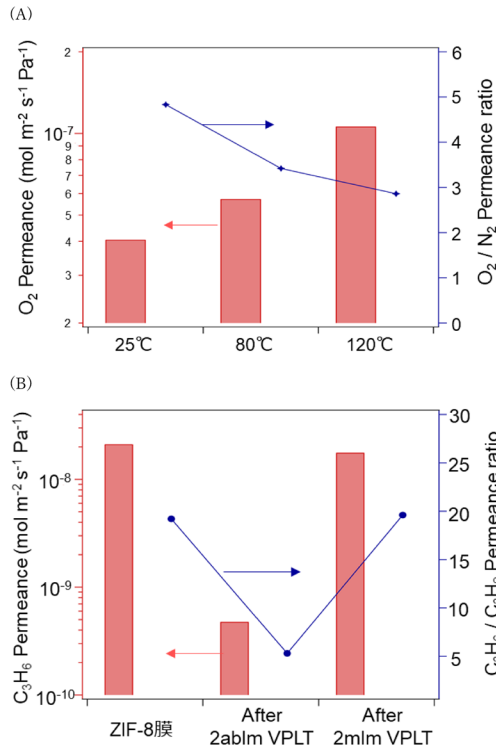 (A)
O₂ Permeance (mol m⁻² s⁻¹ Pa⁻¹)
2
10⁻⁷
9
8
7
6
5
4
3
2
6
5
4
3
2
1
0
O₂ / N₂ Permeance ratio
25℃ 80℃ 120℃
(B)
C₃H₆ Permeance (mol m⁻² s⁻¹ Pa⁻¹)
10⁻⁸
10⁻⁹
10⁻¹⁰
30
25
20
15
10
5
Permeance ratio
ZIF-8膜
After
2abIm VPLT
After
2mIm VPLT